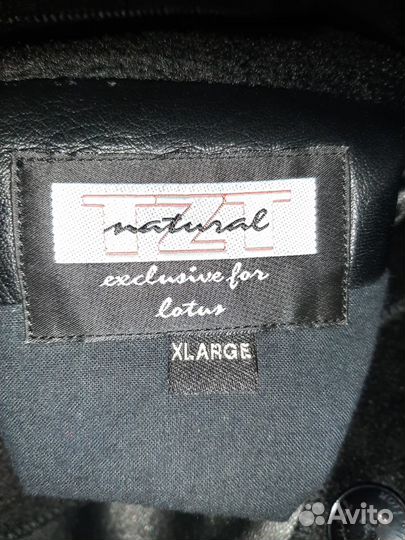 TZT
natural
exclusive for
lotus
XLARGE
Avito